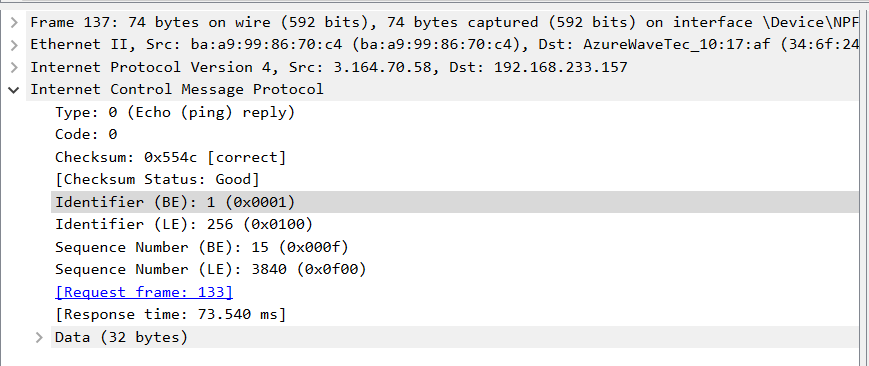 Frame 137: 74 bytes on wire (592 bits), 74 bytes captured (592 bits) on interface \Device\NPF
Ethernet II, Src: ba:a9:99:86:70:c4 (ba:a9:99:86:70:c4), Dst: AzureWaveTec_10:17:af (34:6f:24
Internet Protocol Version 4, Src: 3.164.70.58, Dst: 192.168.233.157
Internet Control Message Protocol
Type: 0 (Echo (ping) reply)
Code: 0
Checksum: 0x554c [correct]
[Checksum Status: Good]
Identifier (BE): 1 (0x0001)
Identifier (LE): 256 (0x0100)
Sequence Number (BE): 15 (0x000f)
Sequence Number (LE): 3840 (0x0f00)
[Request frame: 133]
[Response time: 73.540 ms]
Data (32 bytes)